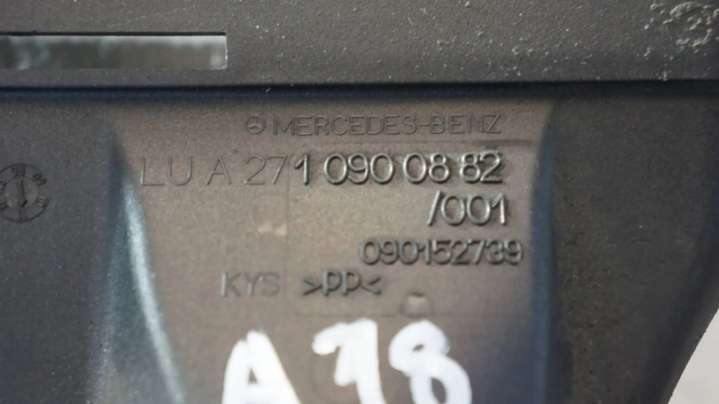 MERCEDES-BENZ
LU A 271 090 08 82
/001
090152739
KYS >PP<
A78